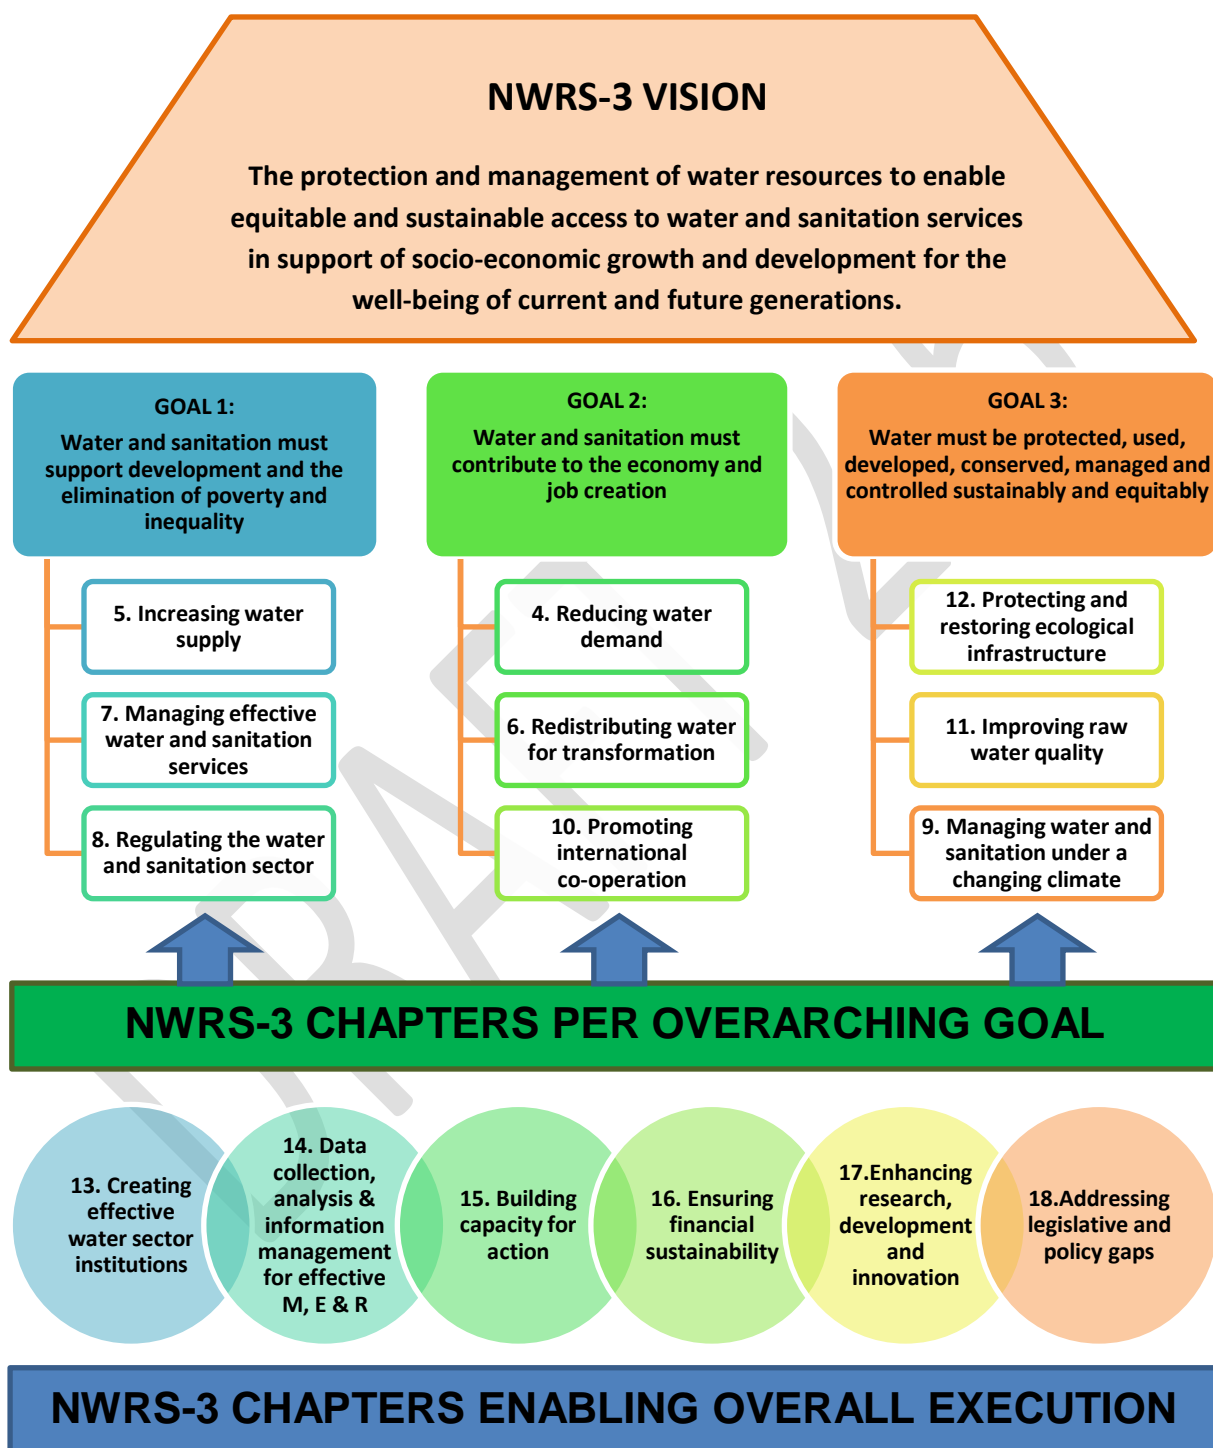 NWRS-3 VISION
The protection and management of water resources to enable
equitable and sustainable access to water and sanitation services
in support of socio-economic growth and development for the
well-being of current and future generations.
GOAL 1:
Water and sanitation must
support development and the
elimination of poverty and
inequality
5. Increasing water
supply
7. Managing effective
water and sanitation
services
8. Regulating the water
and sanitation sector
GOAL 2:
Water and sanitation must
contribute to the economy and
job creation
4. Reducing water
demand
6. Redistributing water
for transformation
10. Promoting
international
co-operation
GOAL 3:
Water must be protected, used,
developed, conserved, managed and
controlled sustainably and equitably
12. Protecting and
restoring ecological
infrastructure
11. Improving raw
water quality
9. Managing water and
sanitation under a
changing climate
NWRS-3 CHAPTERS PER OVERARCHING GOAL
13. Creating
effective
water sector
institutions
14. Data
collection,
analysis &
information
management
for effective
M, E & R
15. Building
capacity for
action
16. Ensuring
financial
sustainability
17.Enhancing
research,
development
and
innovation
18.Addressing
legislative and
policy gaps
NWRS-3 CHAPTERS ENABLING OVERALL EXECUTION
DRAFT